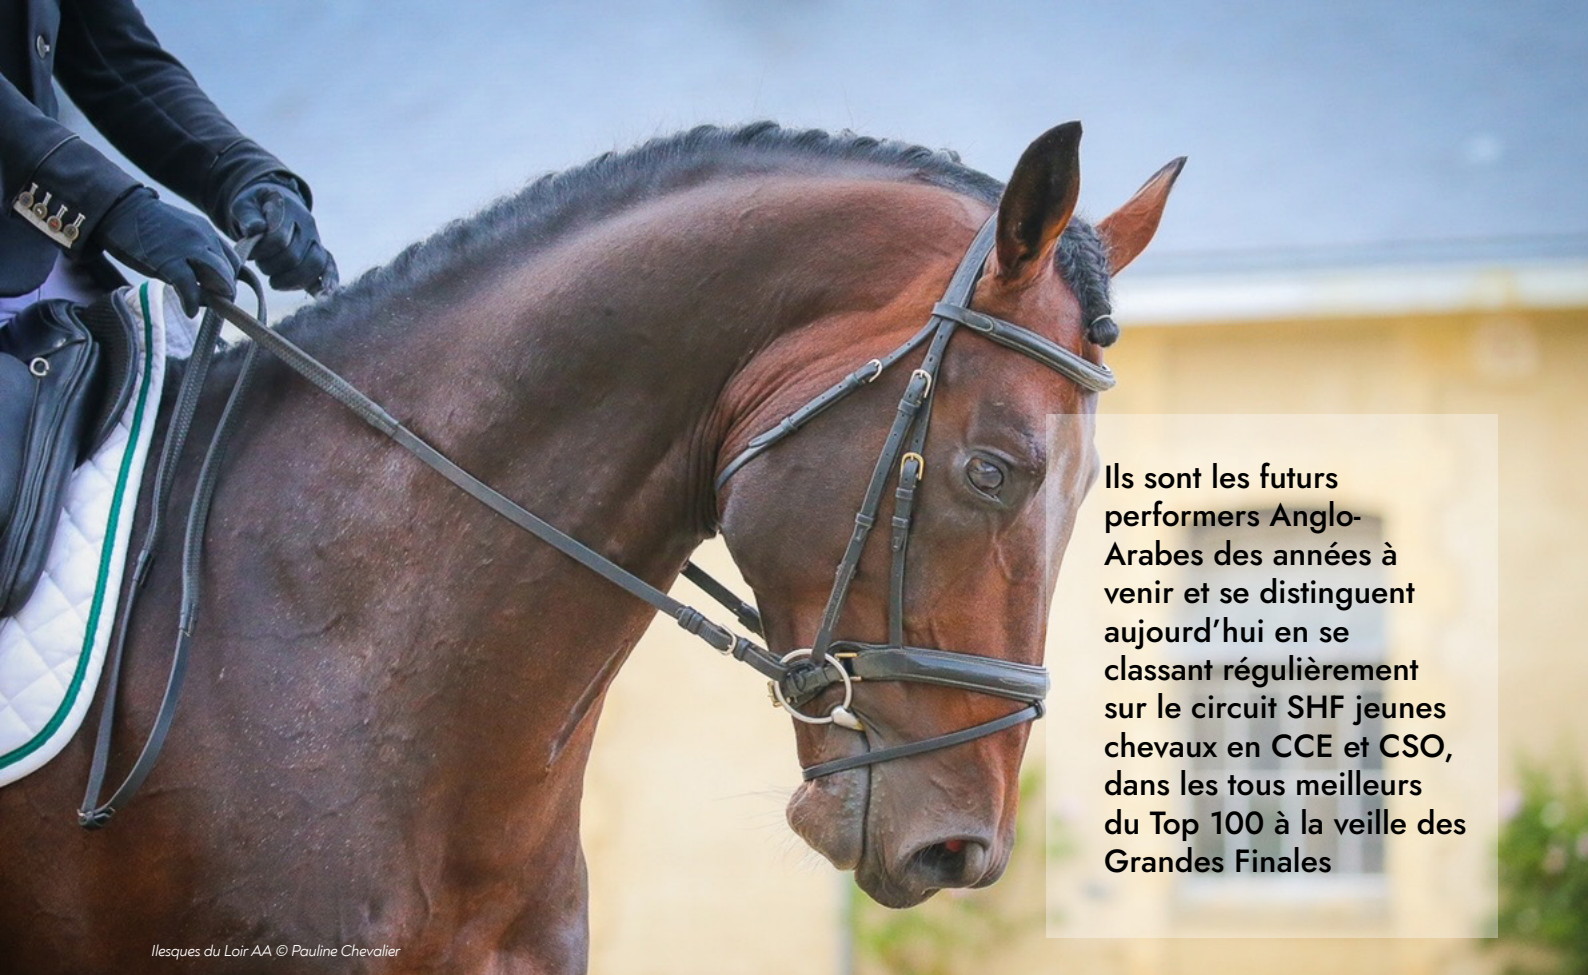 Ils sont les futurs
performers Anglo-
Arabes des années à
venir et se distinguent
aujourd’hui en se
classant régulièrement
sur le circuit SHF jeunes
chevaux en CCE et CSO,
dans les tous meilleurs
du Top 100 à la veille des
Grandes Finales
Ilesques du Loir AA © Pauline Chevalier